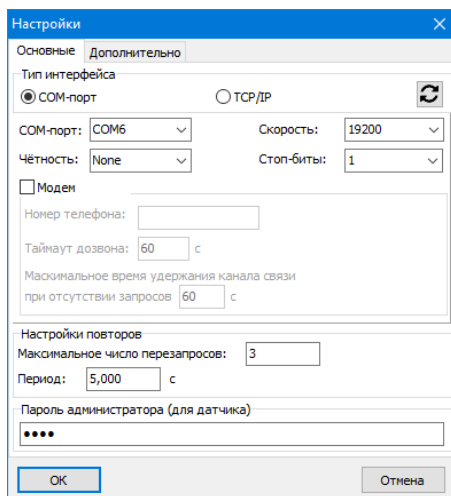 Настройки
Основные Дополнительно
Тип интерфейса
COM-порт TCP/IP
COM-порт: COM6 Скорость: 19200
Чётность: None Стоп-биты: 1
Модем
Номер телефона:
Таймаут дозвона: 60 с
Маскимальное время удержания канала связи
при отсутствии запросов 60 с
Настройки повторов
Максимальное число перезапросов: 3
Период: 5,000 с
Пароль администратора (для датчика)
••••
OK Отмена